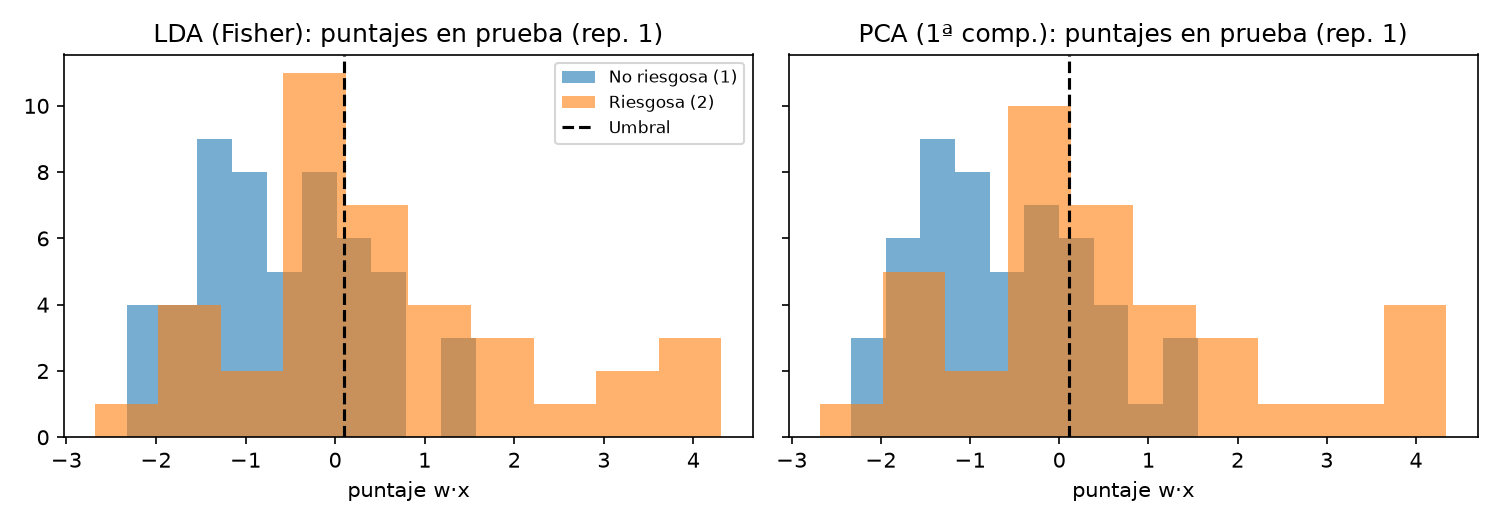 LDA (Fisher): puntajes en prueba (rep. 1)
No riesgosa (1)
Riesgosa (2)
Umbral
10
8
6
4
2
0
−3 −2 −1 0 1 2 3 4
puntaje w·x
PCA (1ª comp.): puntajes en prueba (rep. 1)
−3 −2 −1 0 1 2 3 4
puntaje w·x